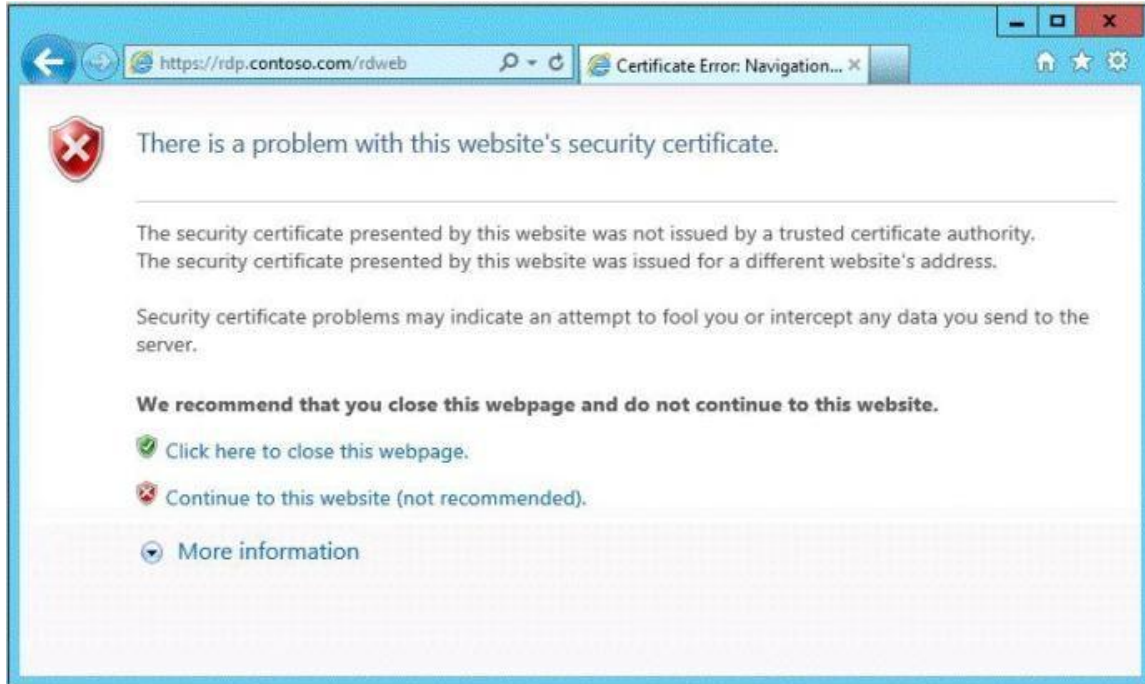 https://rdp.contoso.com/rdweb
Certificate Error: Navigation...
There is a problem with this website's security certificate.
The security certificate presented by this website was not issued by a trusted certificate authority.
The security certificate presented by this website was issued for a different website's address.
Security certificate problems may indicate an attempt to fool you or intercept any data you send to the
server.
We recommend that you close this webpage and do not continue to this website.
Click here to close this webpage.
Continue to this website (not recommended).
More information